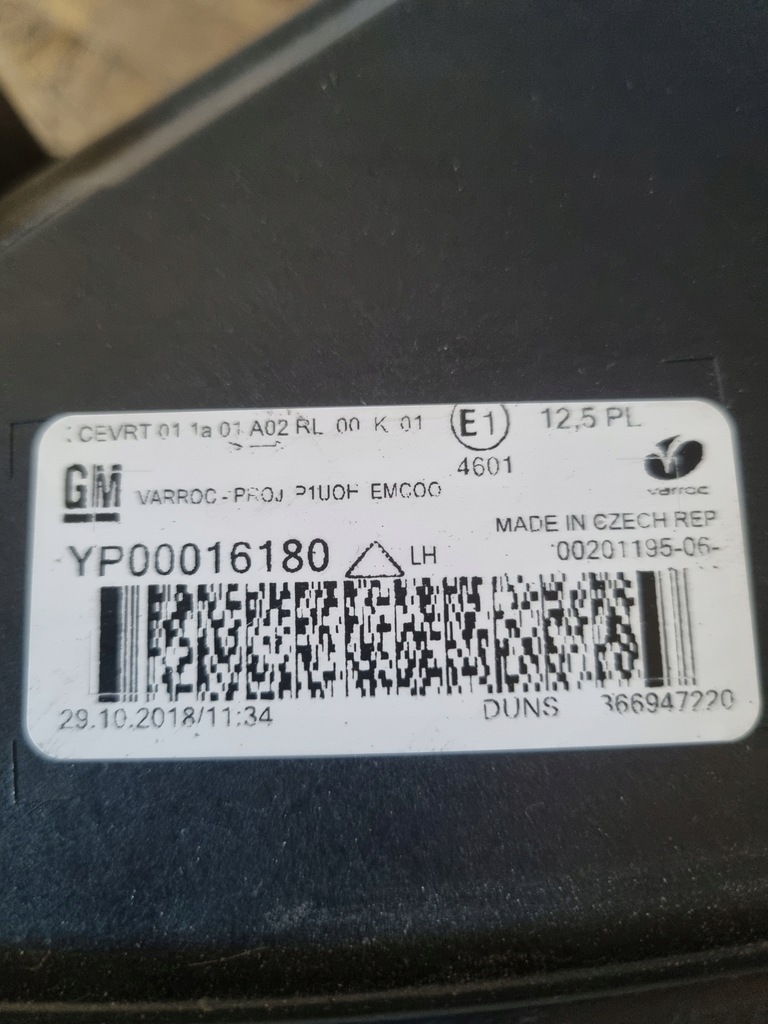 CEVRT 01 1a 01 A02 RL 00 K 01 E1 12,5 PL
4601
GM VARROC - PROJ P1UOH EMCOO
varroc
MADE IN CZECH REP
YP00016180 LH 00201195-06-
29.10.2018/11:34 DUNS 366947220